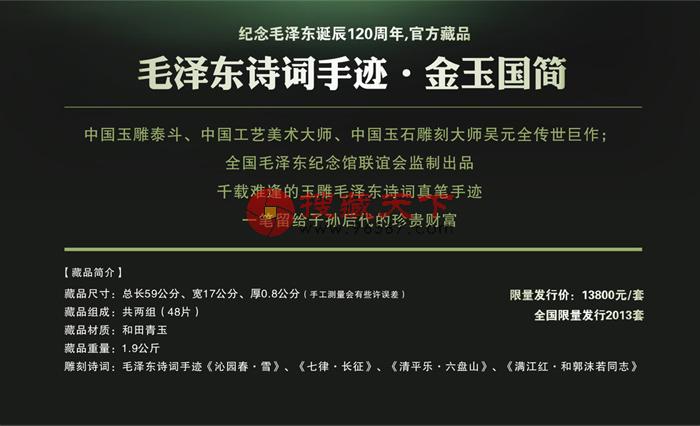 纪念毛泽东诞辰120周年,官方藏品
毛泽东诗词手迹·金玉国简
中国玉雕泰斗、中国工艺美术大师、中国玉石雕刻大师吴元全传世巨作；
全国毛泽东纪念馆联谊会监制出品
千载难逢的玉雕毛泽东诗词真笔手迹
一笔留给子孙后代的珍贵财富
搜藏天下
www.76287.com
【藏品简介】
藏品尺寸：总长59公分、宽17公分、厚0.8公分（手工测量会有些许误差）
藏品组成：共两组（48片）
藏品材质：和田青玉
藏品重量：1.9公斤
雕刻诗词：毛泽东诗词手迹《沁园春·雪》、《七律·长征》、《清平乐·六盘山》、《满江红·和郭沫若同志》
限量发行价：13800元/套
全国限量发行2013套